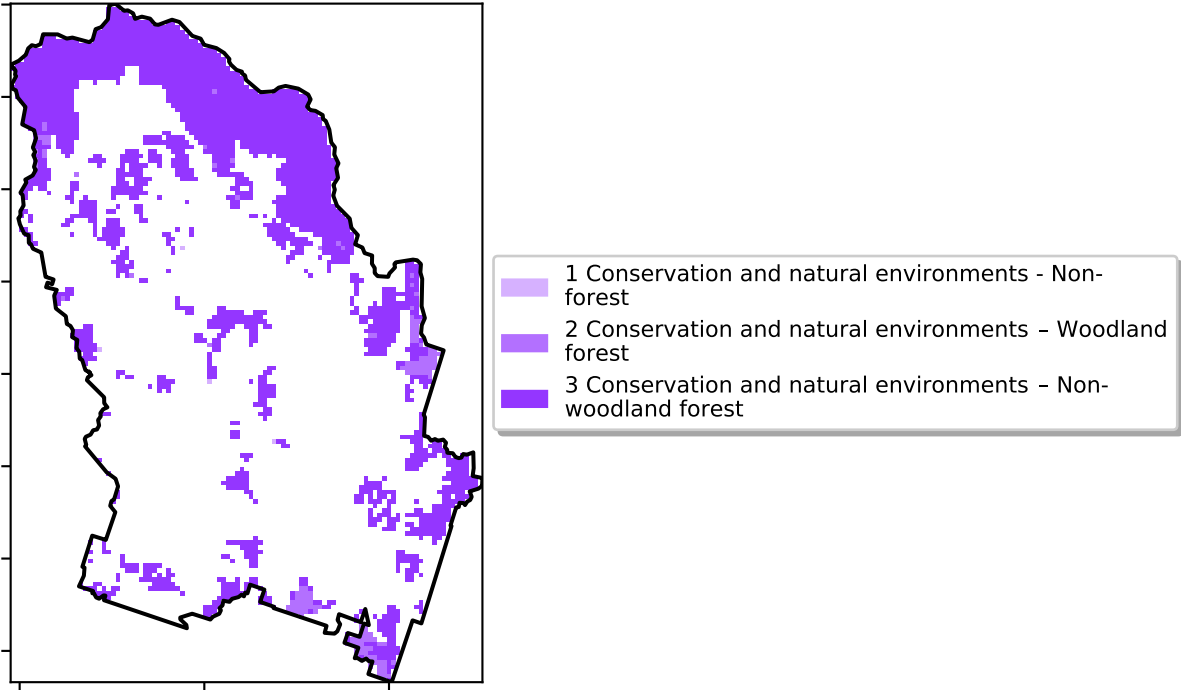 1 Conservation and natural environments - Non-
forest
2 Conservation and natural environments – Woodland
forest
3 Conservation and natural environments – Non-
woodland forest